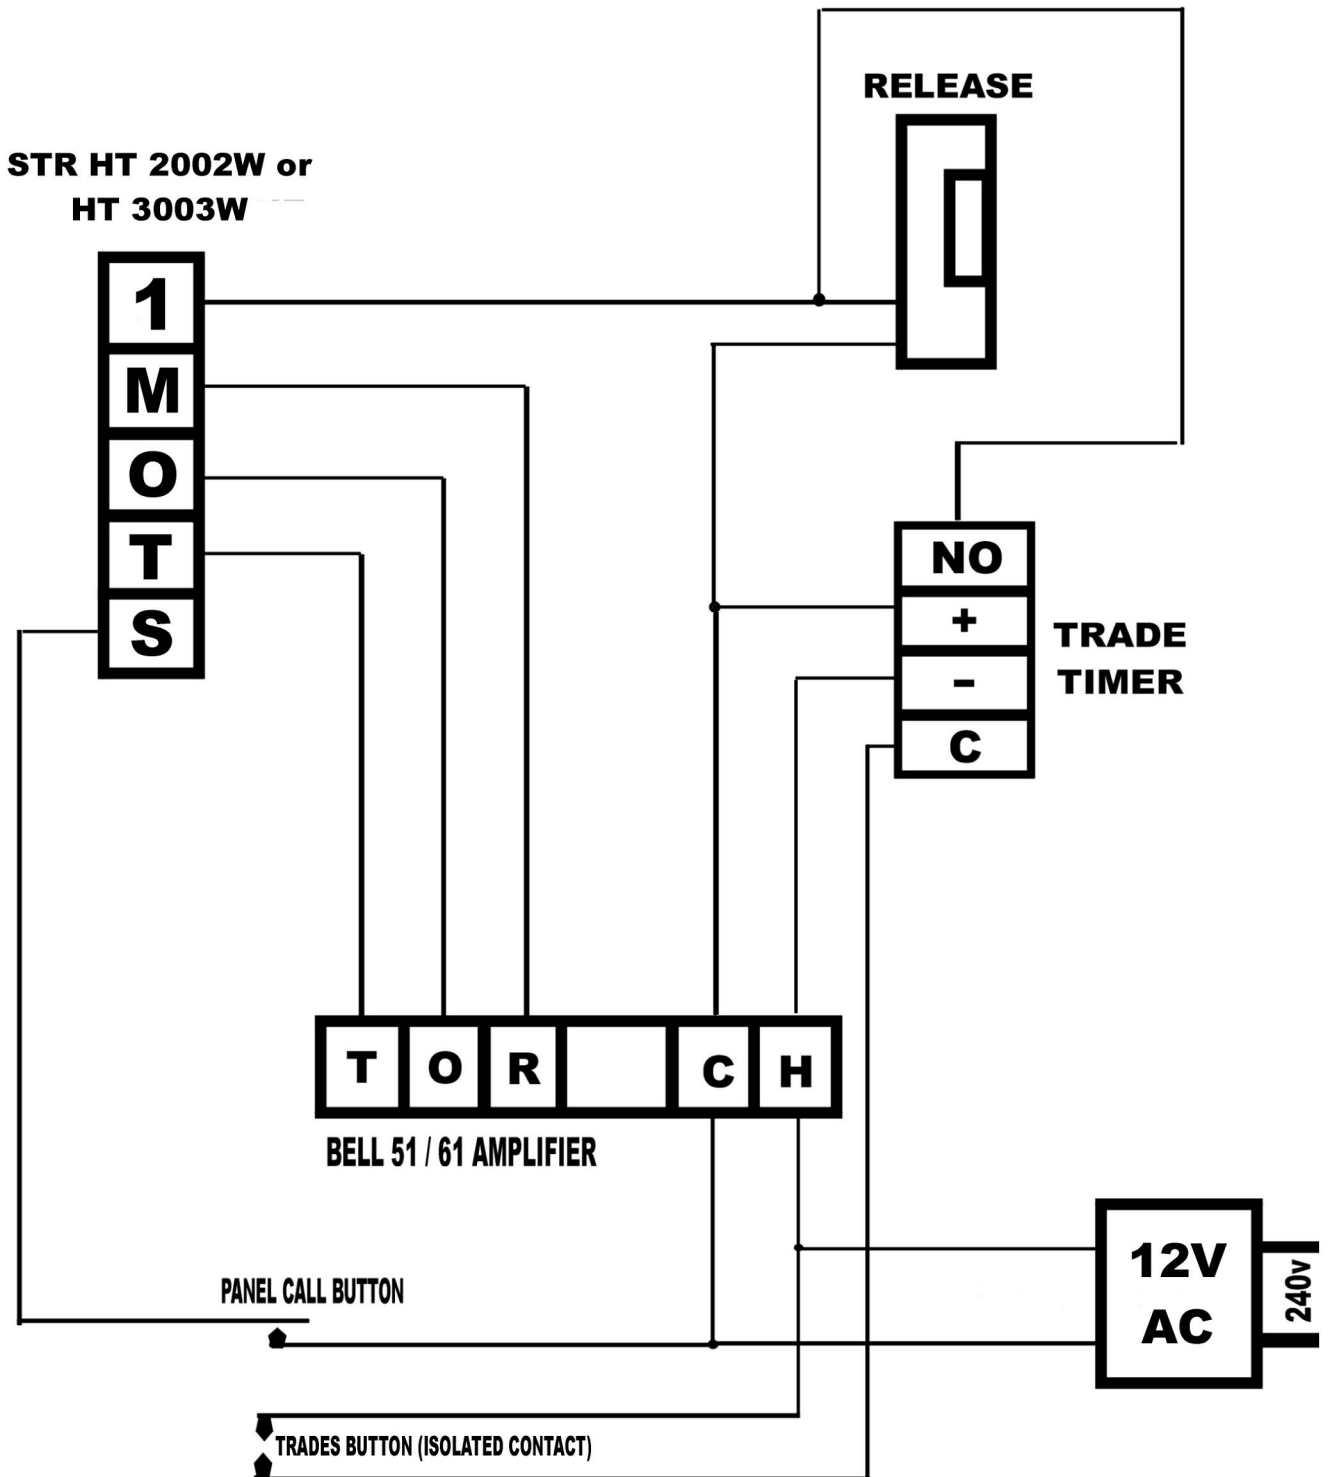 RELEASE
STR HT 2002W or
HT 3003W
1
M
O
T
S
NO
+
-
C
TRADE
TIMER
T O R C H
BELL 51 / 61 AMPLIFIER
12V
AC
240v
PANEL CALL BUTTON
TRADES BUTTON (ISOLATED CONTACT)